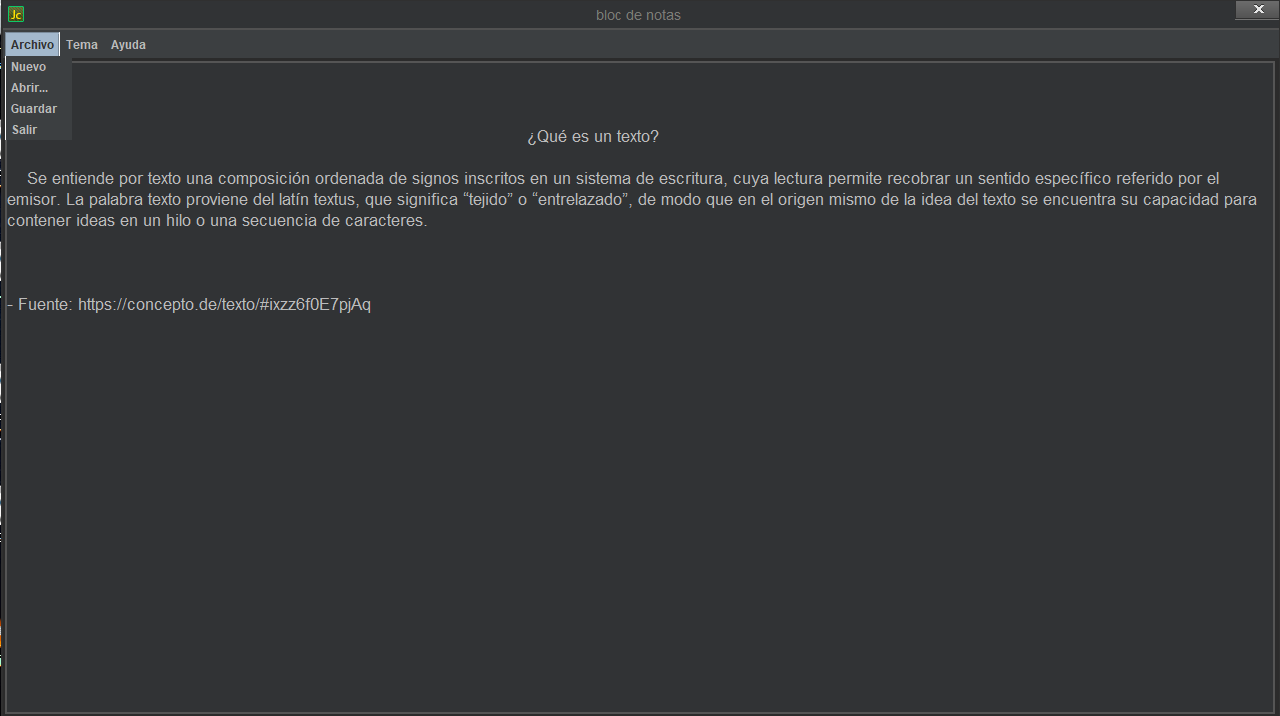 Jc
bloc de notas
Archivo Tema Ayuda
Nuevo
Abrir...
Guardar
Salir
¿Qué es un texto?
Se entiende por texto una composición ordenada de signos inscritos en un sistema de escritura, cuya lectura permite recobrar un sentido específico referido por el
emisor. La palabra texto proviene del latín textus, que significa “tejido” o “entrelazado”, de modo que en el origen mismo de la idea del texto se encuentra su capacidad para
contener ideas en un hilo o una secuencia de caracteres.
- Fuente: https://concepto.de/texto/#ixzz6f0E7pjAq